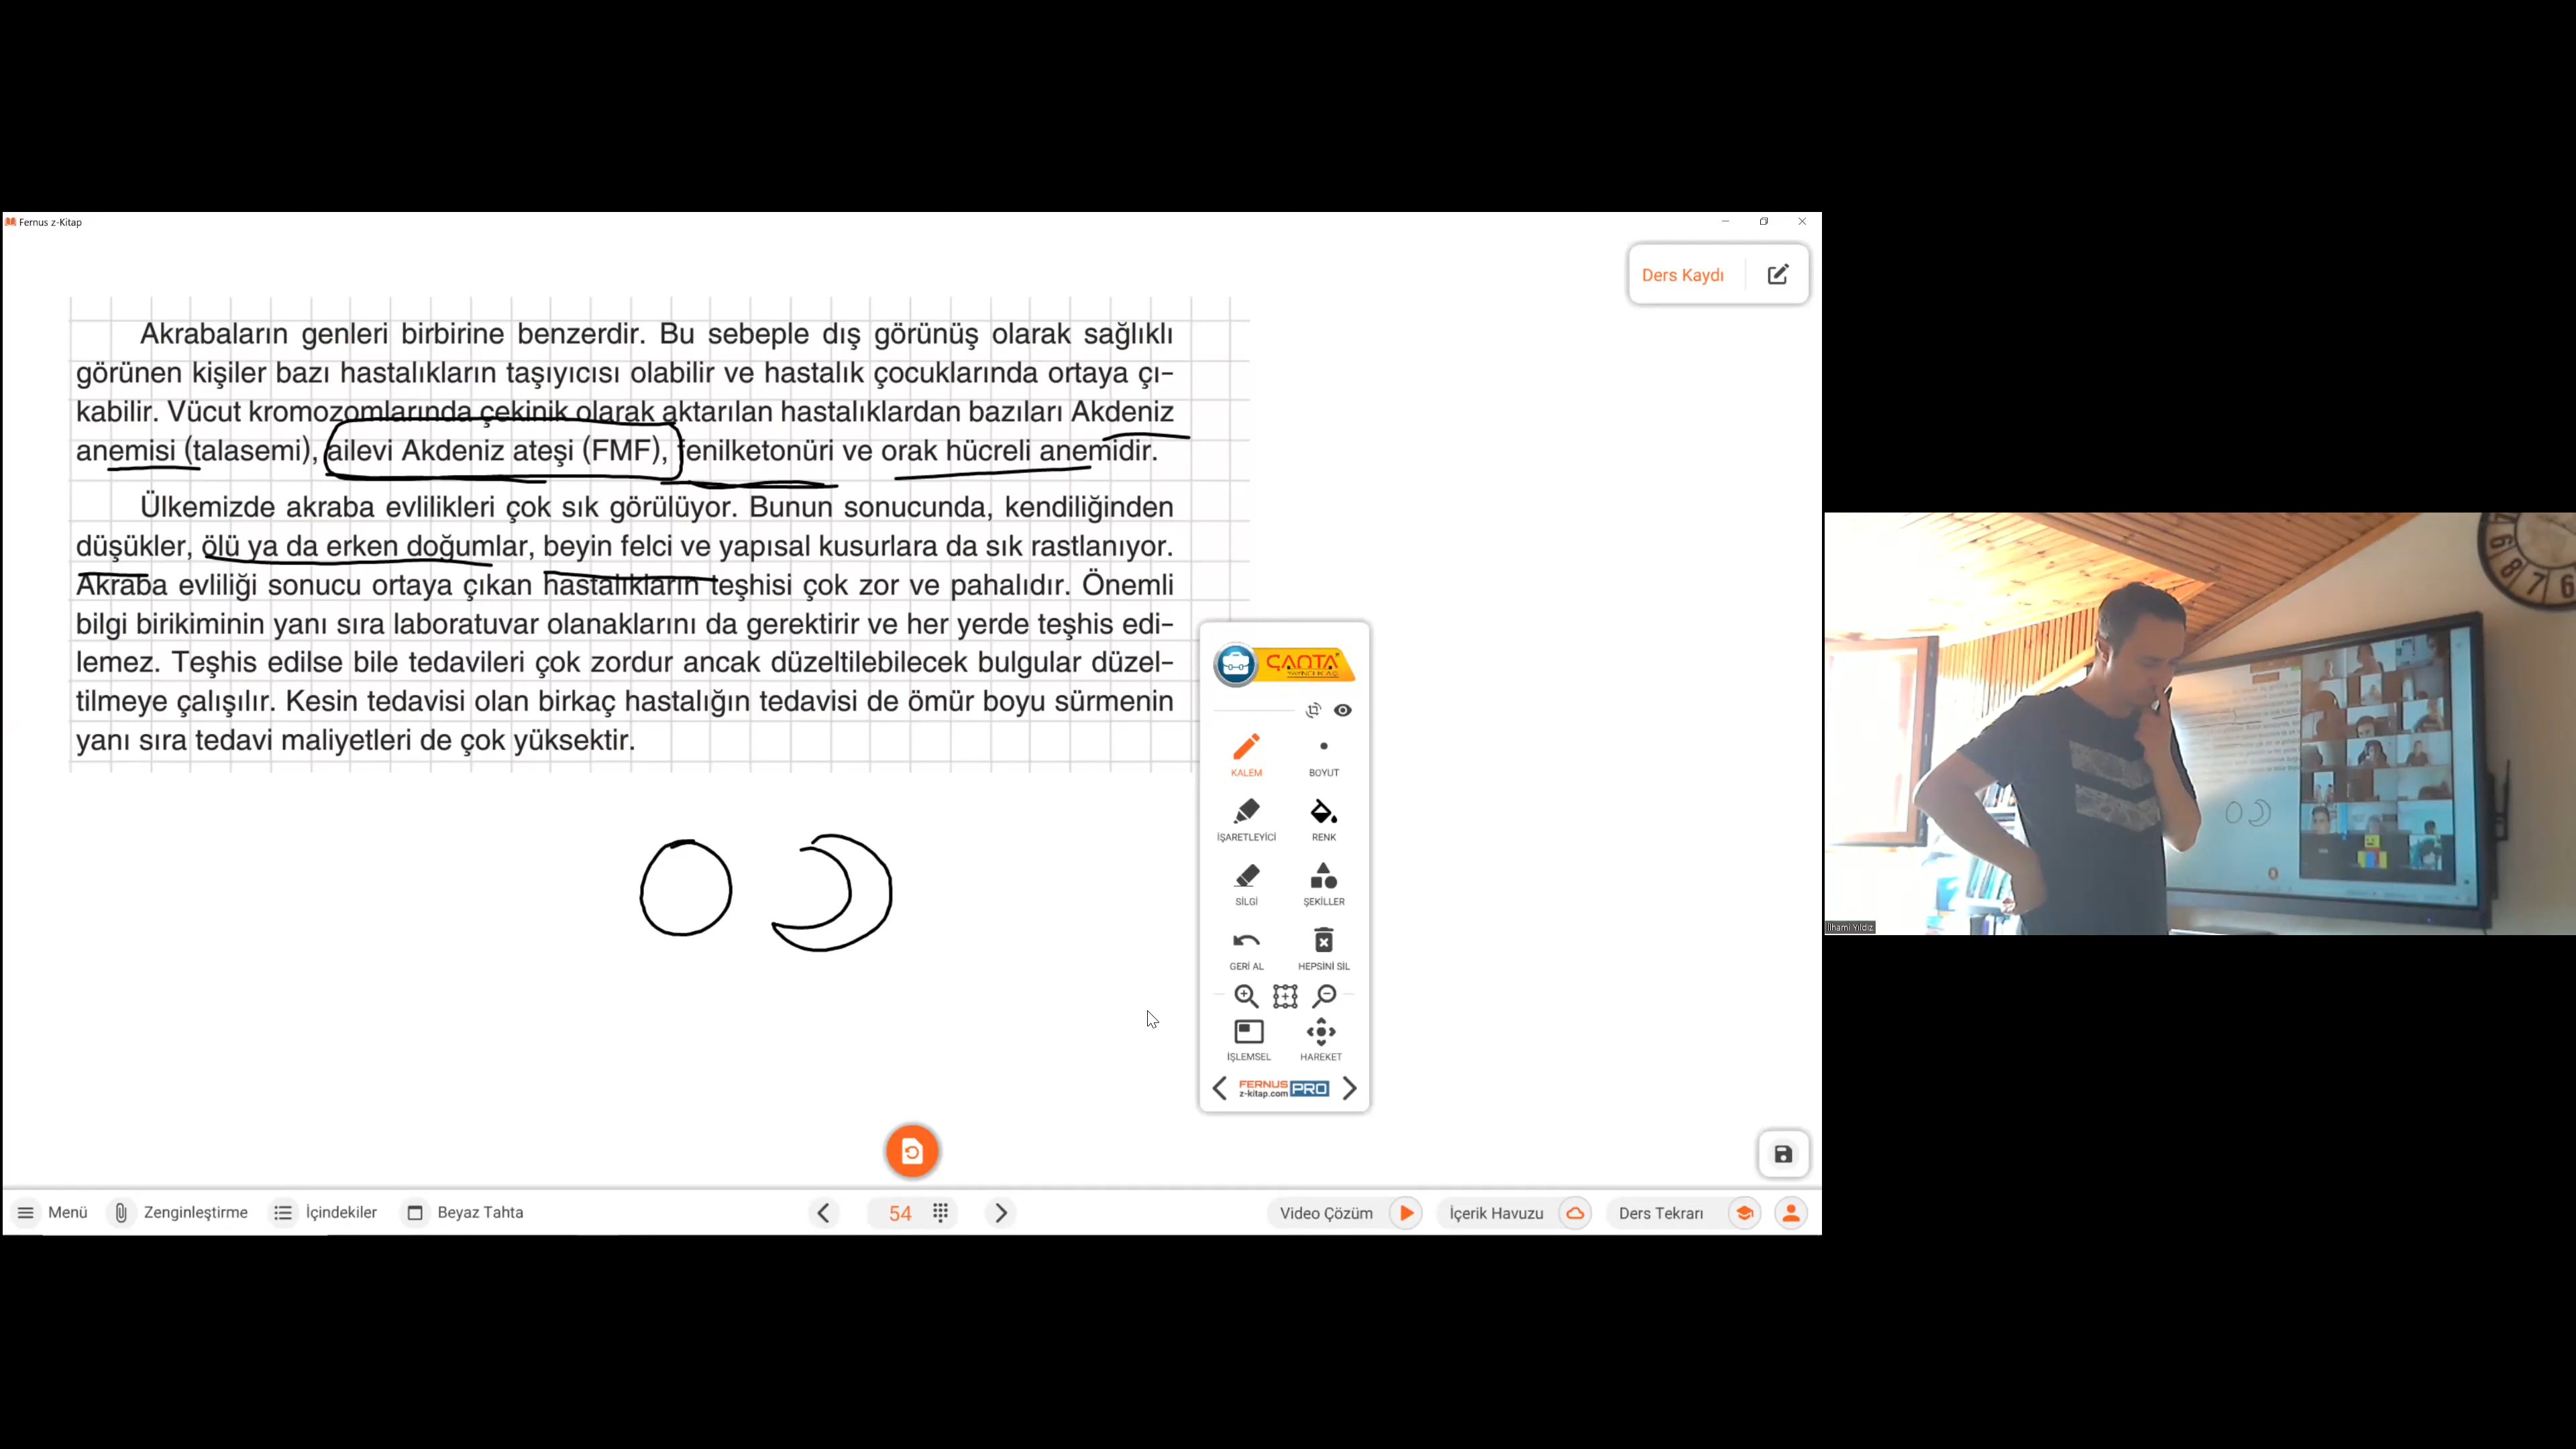 Fernus z-Kitap
Ders Kaydı
Akrabaların genleri birbirine benzerdir. Bu sebeple dış görünüş olarak sağlıklı
görünen kişiler bazı hastalıkların taşıyıcısı olabilir ve hastalık çocuklarında ortaya çı-
kabilir. Vücut kromozomlarında çekinik olarak aktarılan hastalıklardan bazıları Akdeniz
anemisi (talasemi), ailevi Akdeniz ateşi (FMF), fenilketonüri ve orak hücreli anemidir.
Ülkemizde akraba evlilikleri çok sık görülüyor. Bunun sonucunda, kendiliğinden
düşükler, ölü ya da erken doğumlar, beyin felci ve yapısal kusurlara da sık rastlanıyor.
Akraba evliliği sonucu ortaya çıkan hastalıkların teşhisi çok zor ve pahalıdır. Önemli
bilgi birikiminin yanı sıra laboratuvar olanaklarını da gerektirir ve her yerde teşhis edi-
lemez. Teşhis edilse bile tedavileri çok zordur ancak düzeltilebilecek bulgular düzel-
tilmeye çalışılır. Kesin tedavisi olan birkaç hastalığın tedavisi de ömür boyu sürmenin
yanı sıra tedavi maliyetleri de çok yüksektir.
ÇANTA
YAYINCILIK
KALEM BOYUT
İŞARETLEYİCİ RENK
SİLGİ ŞEKİLLER
GERİ AL HEPSİNİ SİL
İŞLEMSEL HAREKET
FERNUS PRO
z-kitap.com
İlhami Yıldız
Menü Zenginleştirme İçindekiler Beyaz Tahta 54 Video Çözüm İçerik Havuzu Ders Tekrarı